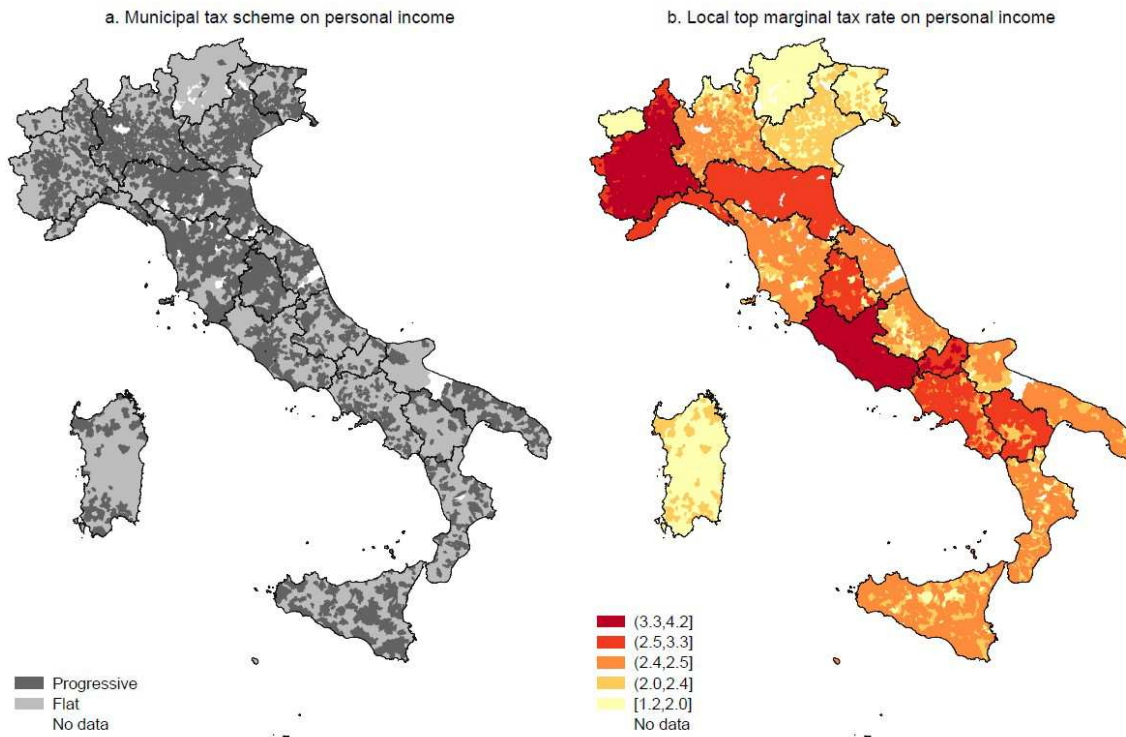 a. Municipal tax scheme on personal income
Progressive
Flat
No data
b. Local top marginal tax rate on personal income
(3.3,4.2]
(2.5,3.3]
(2.4,2.5]
(2.0,2.4]
[1.2,2.0]
No data